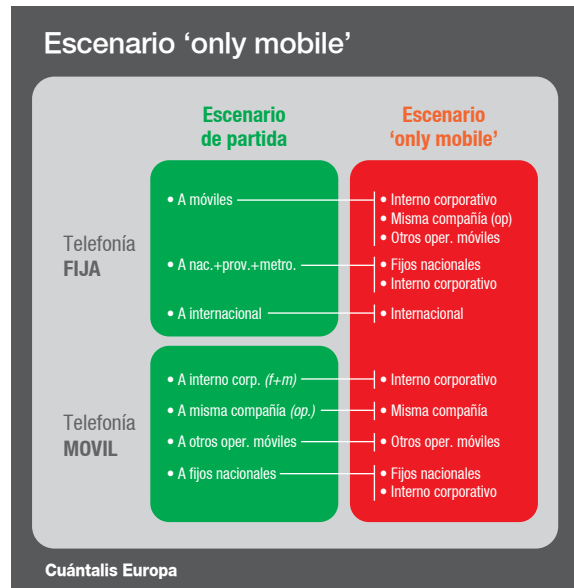 Escenario ‘only mobile’
Escenario
de partida
Escenario
‘only mobile’
Telefonía
FIJA
• A móviles
• Interno corporativo
• Misma compañía (op)
• Otros oper. móviles
• A nac.+prov.+metro.
• Fijos nacionales
• Interno corporativo
• A internacional
• Internacional
Telefonía
MOVIL
• A interno corp. (f+m)
• Interno corporativo
• A misma compañía (op.)
• Misma compañía
• A otros oper. móviles
• Otros oper. móviles
• A fijos nacionales
• Fijos nacionales
• Interno corporativo
Cuántalis Europa